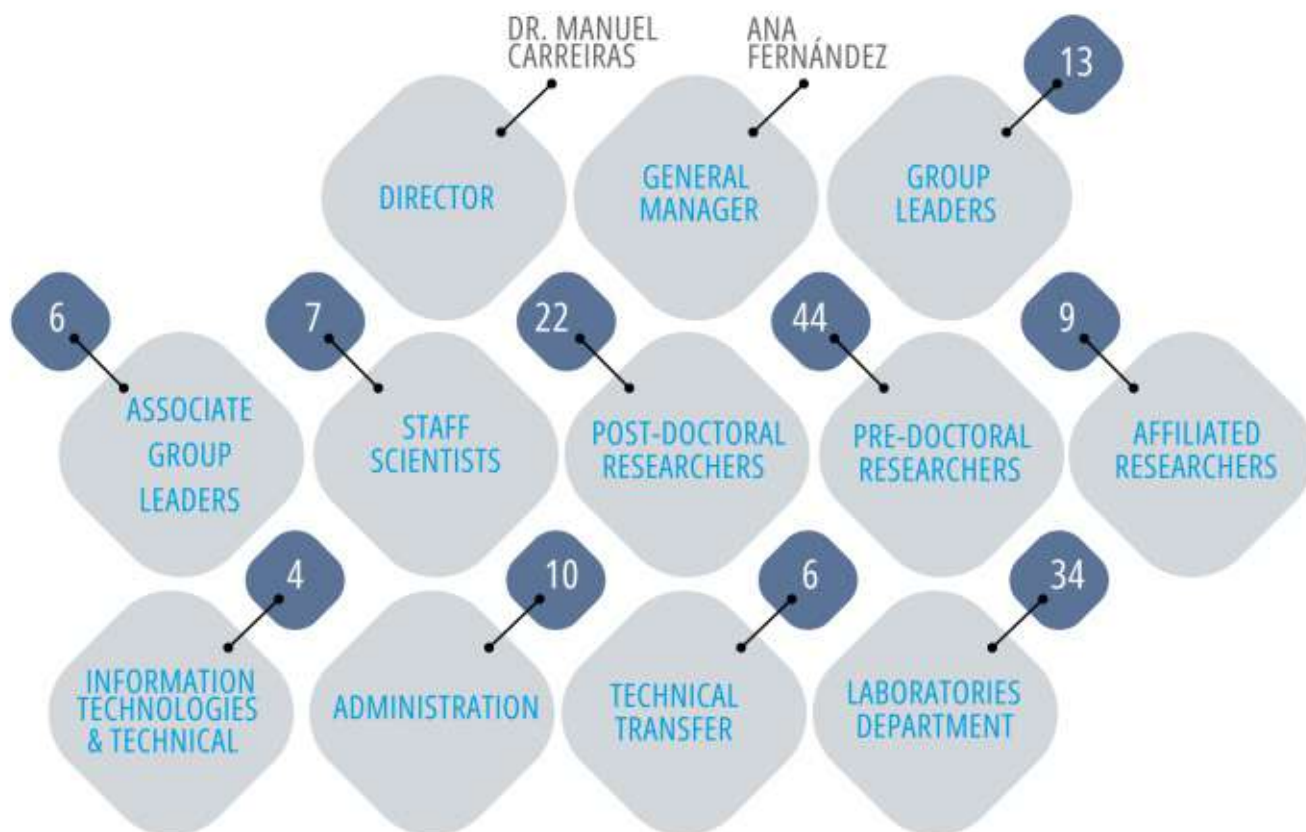 DR. MANUEL
CARREIRAS
DIRECTOR
ANA
FERNÁNDEZ
GENERAL
MANAGER
13
GROUP
LEADERS
6
ASSOCIATE
GROUP
LEADERS
7
STAFF
SCIENTISTS
22
POST-DOCTORAL
RESEARCHERS
44
PRE-DOCTORAL
RESEARCHERS
9
AFFILIATED
RESEARCHERS
4
INFORMATION
TECHNOLOGIES
& TECHNICAL
10
ADMINISTRATION
6
TECHNICAL
TRANSFER
34
LABORATORIES
DEPARTMENT